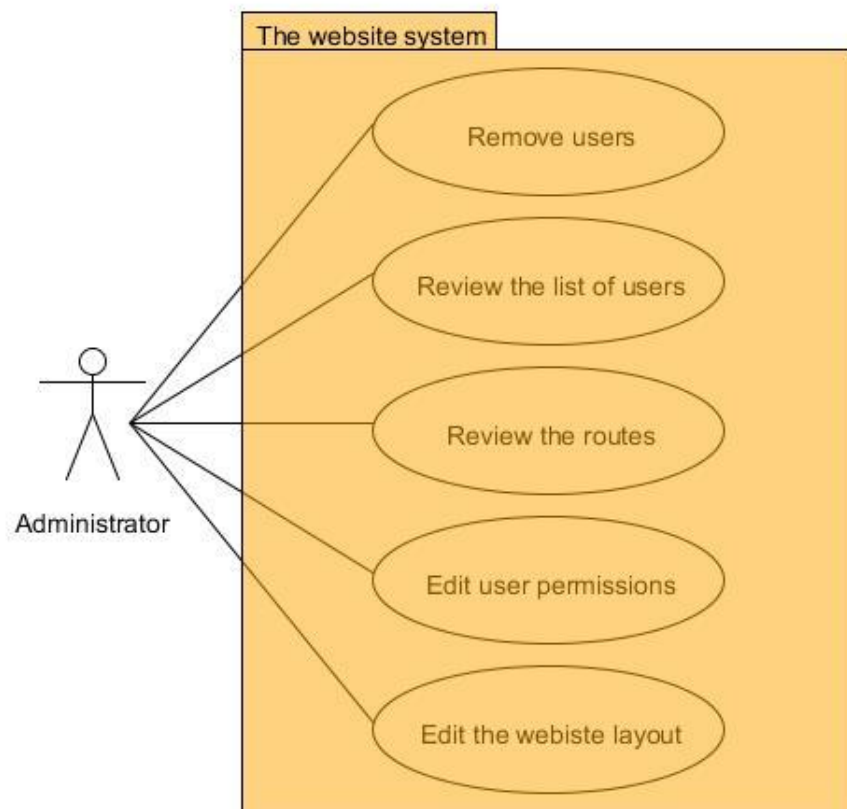 The website system
Remove users
Review the list of users
Review the routes
Administrator
Edit user permissions
Edit the webiste layout